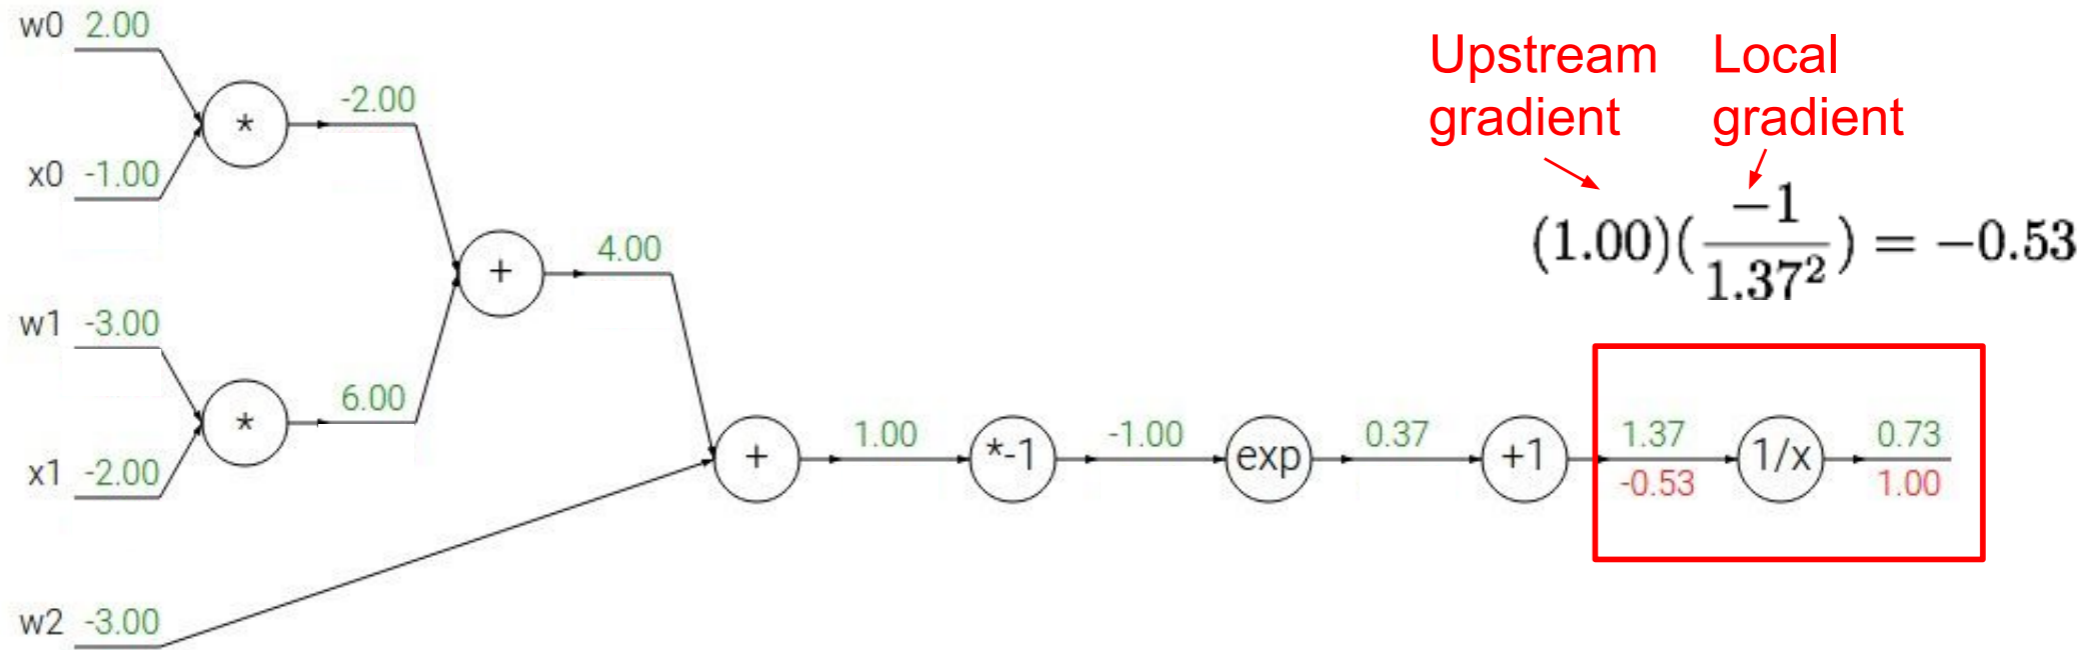 w0 2.00
x0 -1.00
*
-2.00
w1 -3.00
x1 -2.00
*
6.00
+
4.00
w2 -3.00
+
1.00
*-1
-1.00
exp
0.37
+1
1.37
-0.53
1/x
0.73
1.00
Upstream
gradient
Local
gradient
(1.00)(−1/1.37²) = −0.53